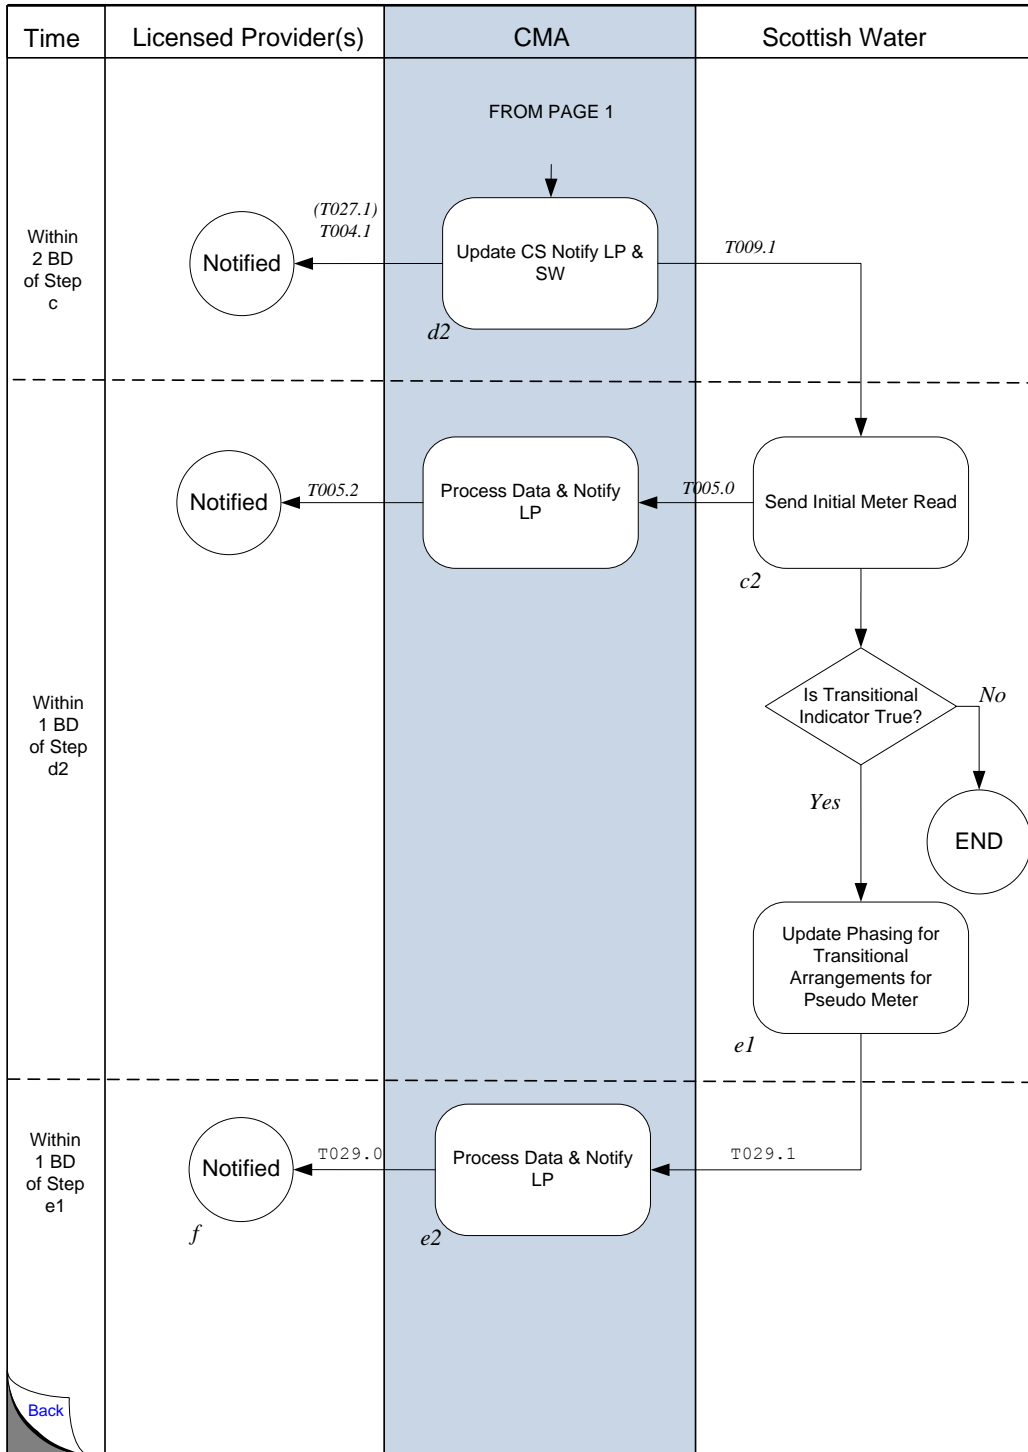 Time
Licensed Provider(s)
CMA
Scottish Water
FROM PAGE 1
Within
2 BD
of Step
c
Notified
(T027.1)
T004.1
Update CS Notify LP &
SW
d2
T009.1
Within
1 BD
of Step
d2
Notified
T005.2
Process Data & Notify
LP
T005.0
Send Initial Meter Read
c2
Is Transitional
Indicator True?
No
Yes
END
Update Phasing for
Transitional
Arrangements for
Pseudo Meter
e1
Within
1 BD
of Step
e1
Notified
f
T029.0
Process Data & Notify
LP
e2
T029.1
Back